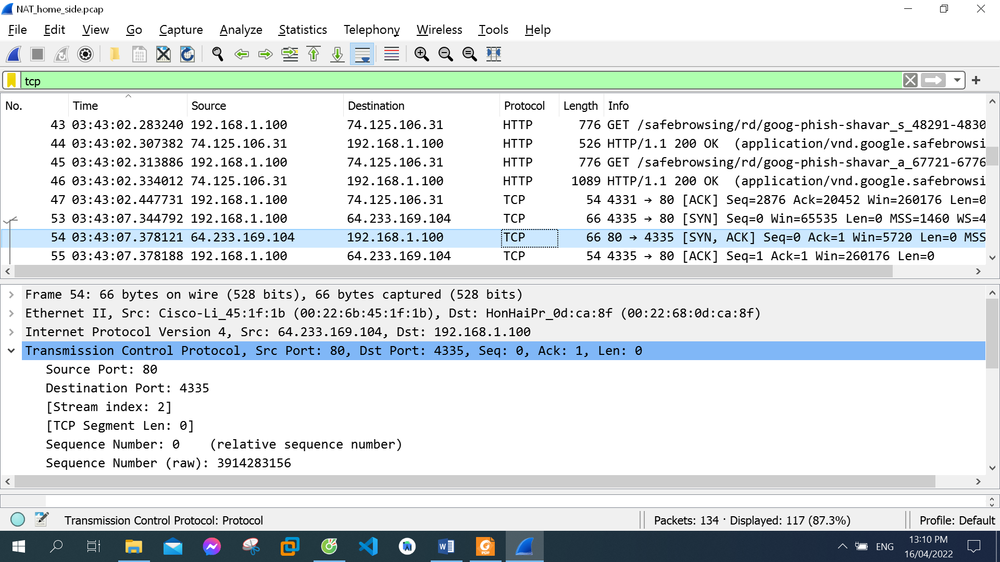 NAT_home_side.pcap
File Edit View Go Capture Analyze Statistics Telephony Wireless Tools Help
tcp
No. Time Source Destination Protocol Length Info
43 03:43:02.283240 192.168.1.100 74.125.106.31 HTTP 776 GET /safebrowsing/rd/goog-phish-shavar_s_48291-4830
44 03:43:02.307382 74.125.106.31 192.168.1.100 HTTP 526 HTTP/1.1 200 OK (application/vnd.google.safebrowsi
45 03:43:02.313886 192.168.1.100 74.125.106.31 HTTP 776 GET /safebrowsing/rd/goog-phish-shavar_a_67721-6776
46 03:43:02.334012 74.125.106.31 192.168.1.100 HTTP 1089 HTTP/1.1 200 OK (application/vnd.google.safebrowsi
47 03:43:02.447731 192.168.1.100 74.125.106.31 TCP 54 4331 → 80 [ACK] Seq=2876 Ack=20452 Win=260176 Len=0
53 03:43:07.344792 192.168.1.100 64.233.169.104 TCP 66 4335 → 80 [SYN] Seq=0 Win=65535 Len=0 MSS=1460 WS=4
54 03:43:07.378121 64.233.169.104 192.168.1.100 TCP 66 80 → 4335 [SYN, ACK] Seq=0 Ack=1 Win=5720 Len=0 MSS
55 03:43:07.378188 192.168.1.100 64.233.169.104 TCP 54 4335 → 80 [ACK] Seq=1 Ack=1 Win=260176 Len=0
Frame 54: 66 bytes on wire (528 bits), 66 bytes captured (528 bits)
Ethernet II, Src: Cisco-Li_45:1f:1b (00:22:6b:45:1f:1b), Dst: HonHaiPr_0d:ca:8f (00:22:68:0d:ca:8f)
Internet Protocol Version 4, Src: 64.233.169.104, Dst: 192.168.1.100
Transmission Control Protocol, Src Port: 80, Dst Port: 4335, Seq: 0, Ack: 1, Len: 0
Source Port: 80
Destination Port: 4335
[Stream index: 2]
[TCP Segment Len: 0]
Sequence Number: 0 (relative sequence number)
Sequence Number (raw): 3914283156
Transmission Control Protocol: Protocol
Packets: 134 · Displayed: 117 (87.3%)
Profile: Default
ENG
13:10 PM
16/04/2022